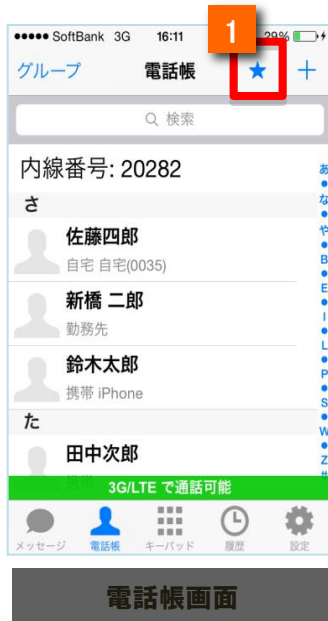 1
●●●●● SoftBank 3G 16:11 29%
グループ 電話帳 ★ +
検索
内線番号: 20282
さ
佐藤四郎
自宅 自宅(0035)
新橋 二郎
勤務先
鈴木太郎
携帯 iPhone
た
田中次郎
あ
な
や
B
E
I
L
P
S
W
Z
#
3G/LTE で通話可能
メッセージ 電話帳 キーパッド 履歴 設定
電話帳画面